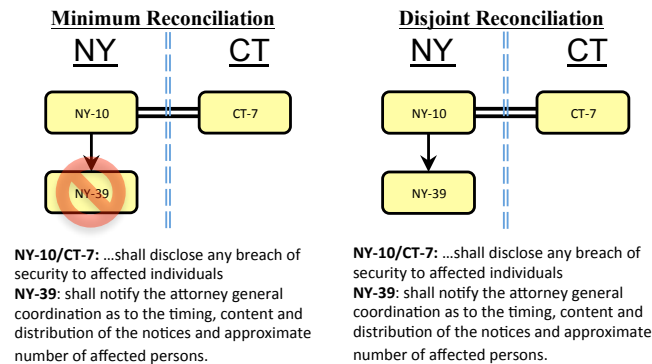 Minimum Reconciliation
NY CT
NY-10 CT-7
NY-39
NY-10/CT-7: ...shall disclose any breach of
security to affected individuals
NY-39: shall notify the attorney general
coordination as to the timing, content and
distribution of the notices and approximate
number of affected persons.
Disjoint Reconciliation
NY CT
NY-10 CT-7
NY-39
NY-10/CT-7: ...shall disclose any breach of
security to affected individuals
NY-39: shall notify the attorney general
coordination as to the timing, content and
distribution of the notices and approximate
number of affected persons.